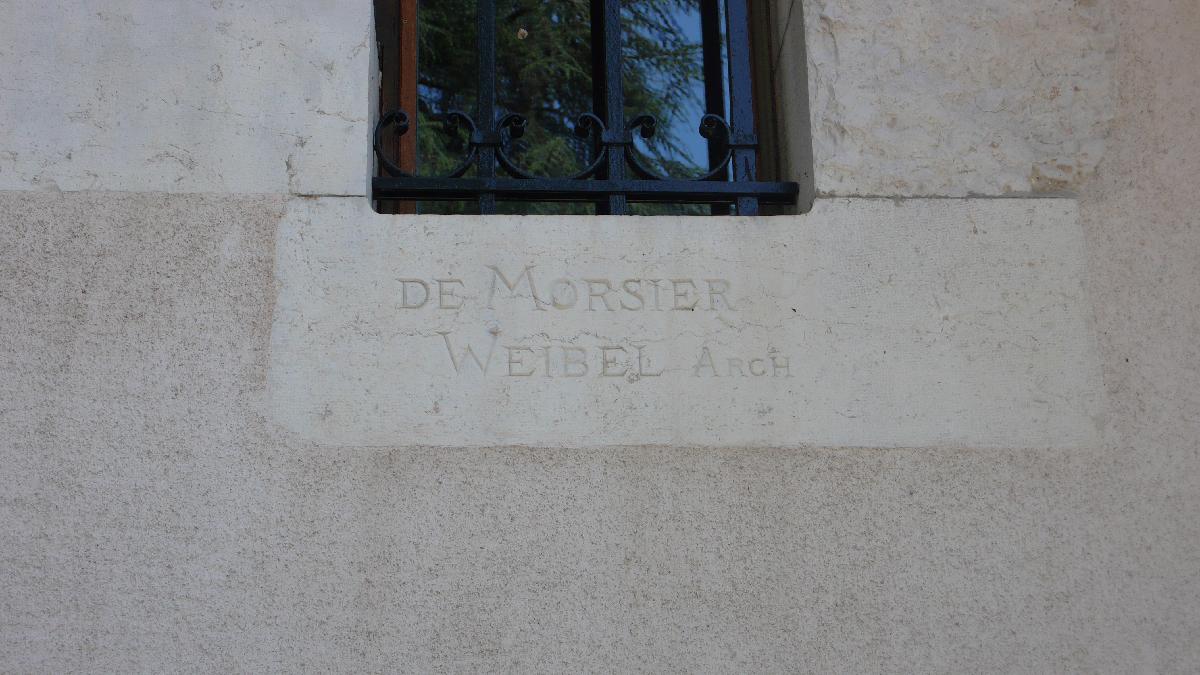 DE MORSIER
WEIBEL ARCH